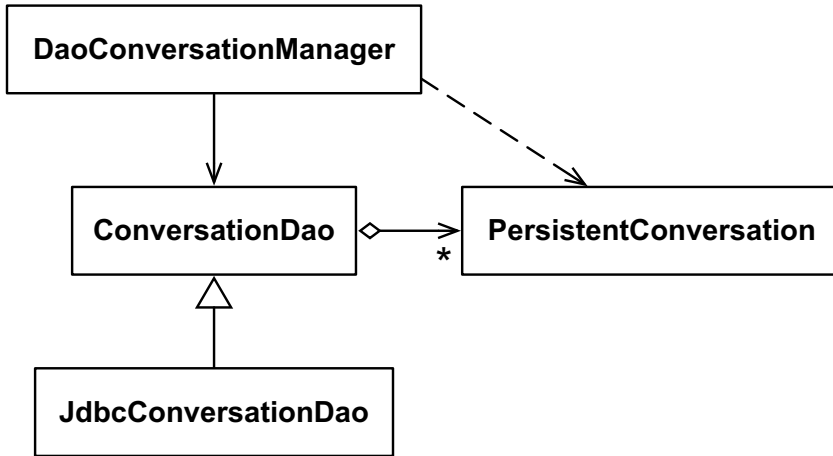 DaoConversationManager
ConversationDao
PersistentConversation
*
JdbcConversationDao